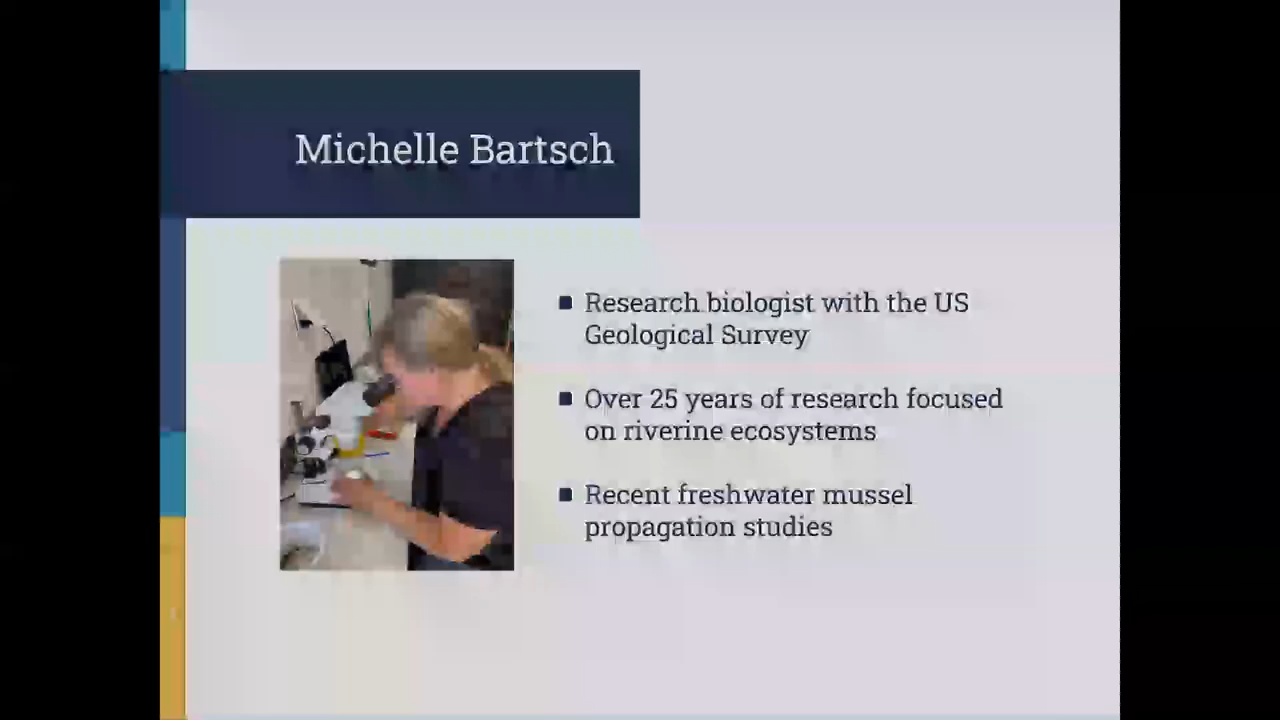 Michelle Bartsch
Research biologist with the US
Geological Survey
Over 25 years of research focused
on riverine ecosystems
Recent freshwater mussel
propagation studies